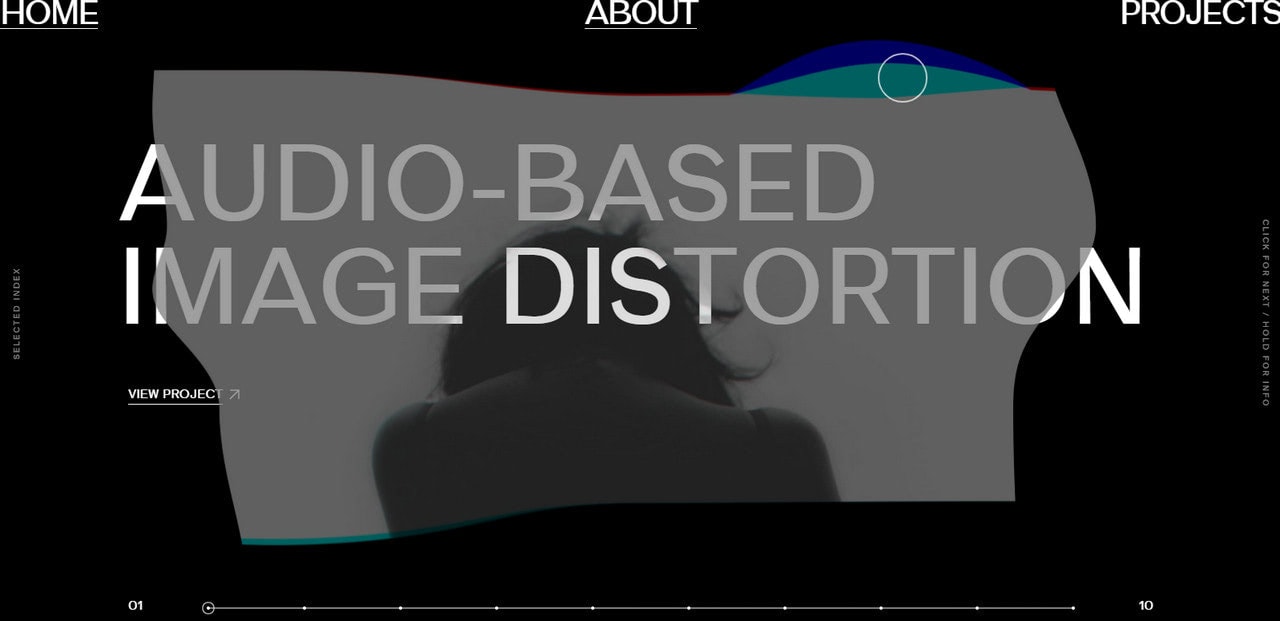 HOME
ABOUT
PROJECTS
AUDIO-BASED
IMAGE DISTORTION
SELECTED INDEX
CLICK FOR NEXT / HOLD FOR INFO
VIEW PROJECT
01
10